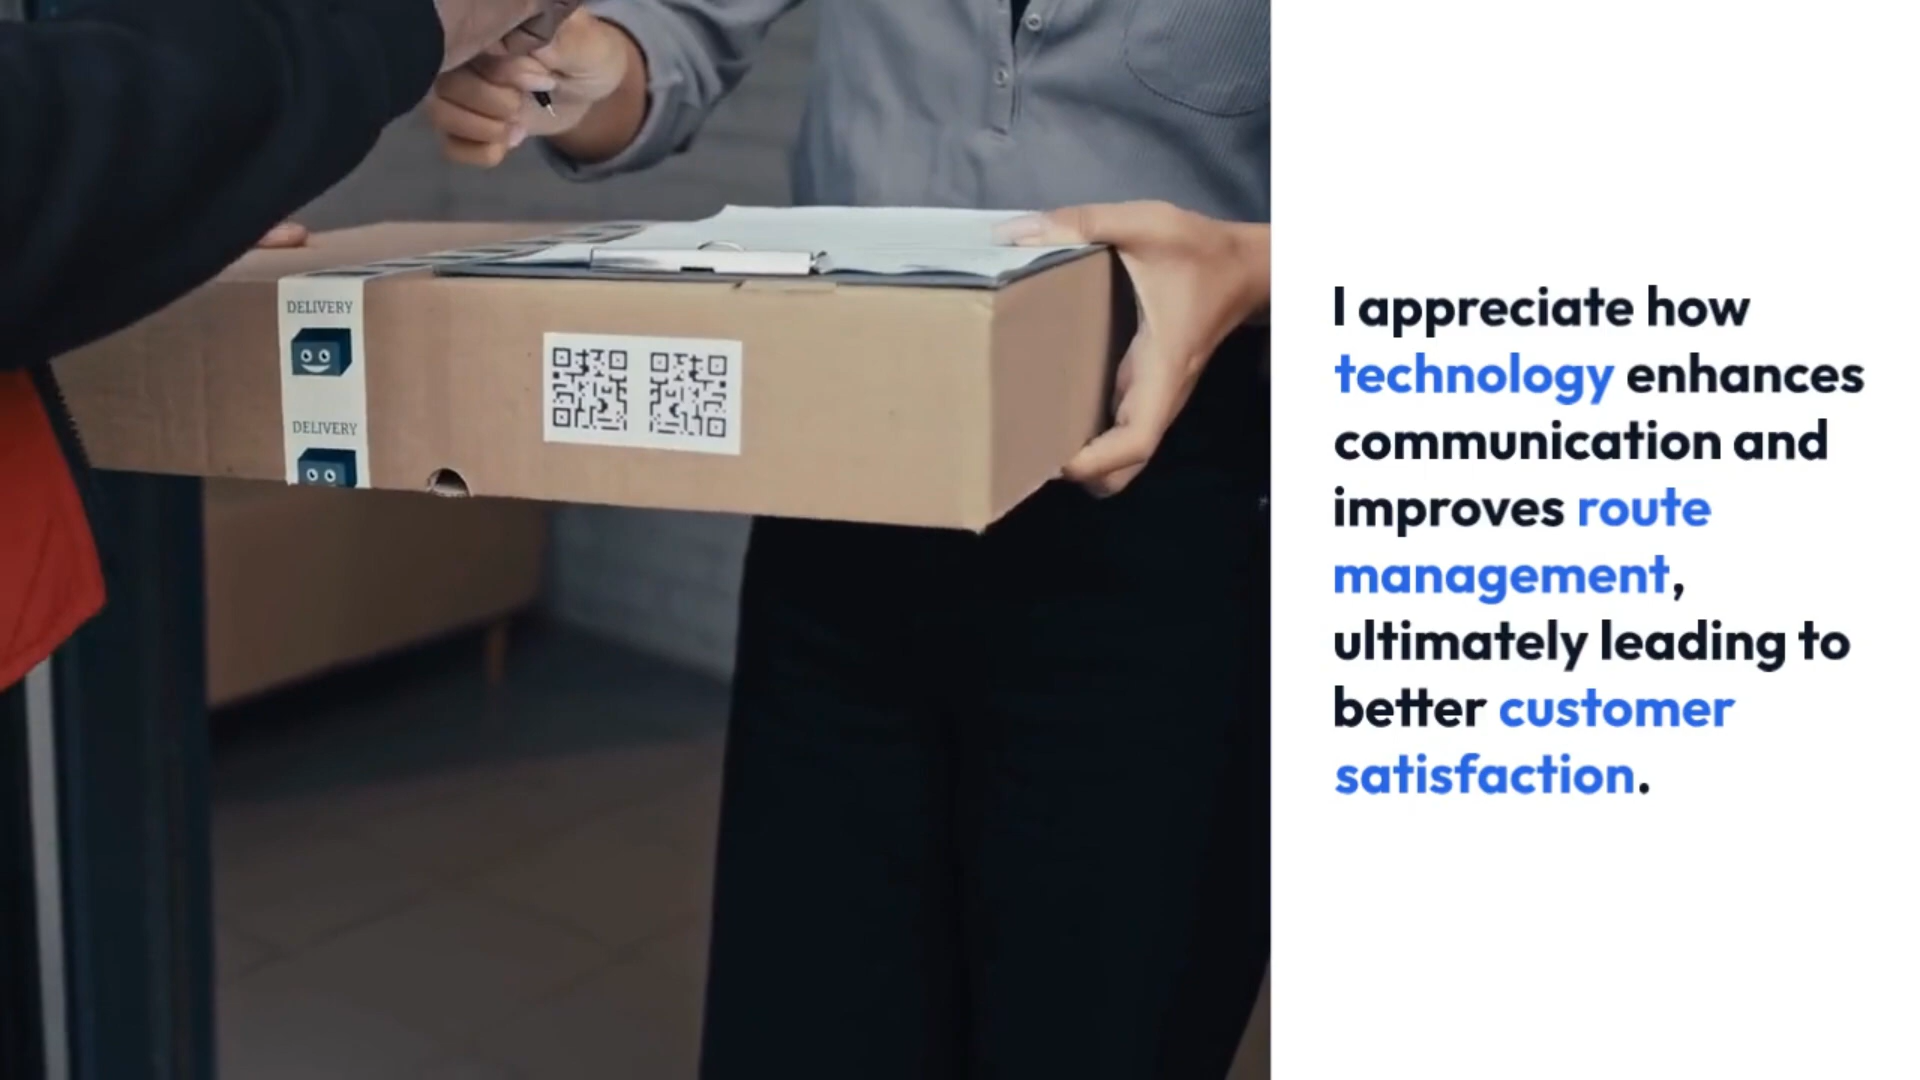 DELIVERY
DELIVERY
I appreciate how
technology enhances
communication and
improves route
management,
ultimately leading to
better customer
satisfaction.